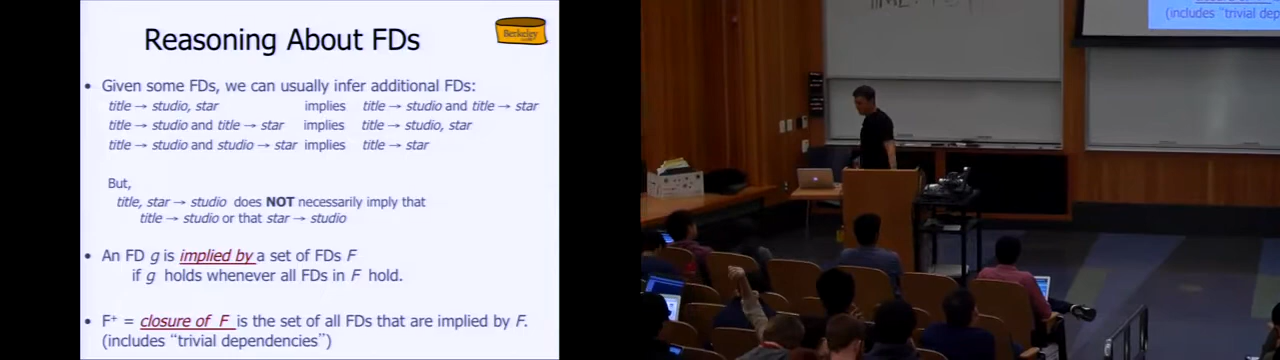 Reasoning About FDs
Berkeley
• Given some FDs, we can usually infer additional FDs:
title → studio, star implies title → studio and title → star
title → studio and title → star implies title → studio, star
title → studio and studio → star implies title → star
But,
title, star → studio does NOT necessarily imply that
title → studio or that star → studio
• An FD g is implied by a set of FDs F
if g holds whenever all FDs in F hold.
• F⁺ = closure of F is the set of all FDs that are implied by F.
(includes “trivial dependencies”)
(includes “trivial dep